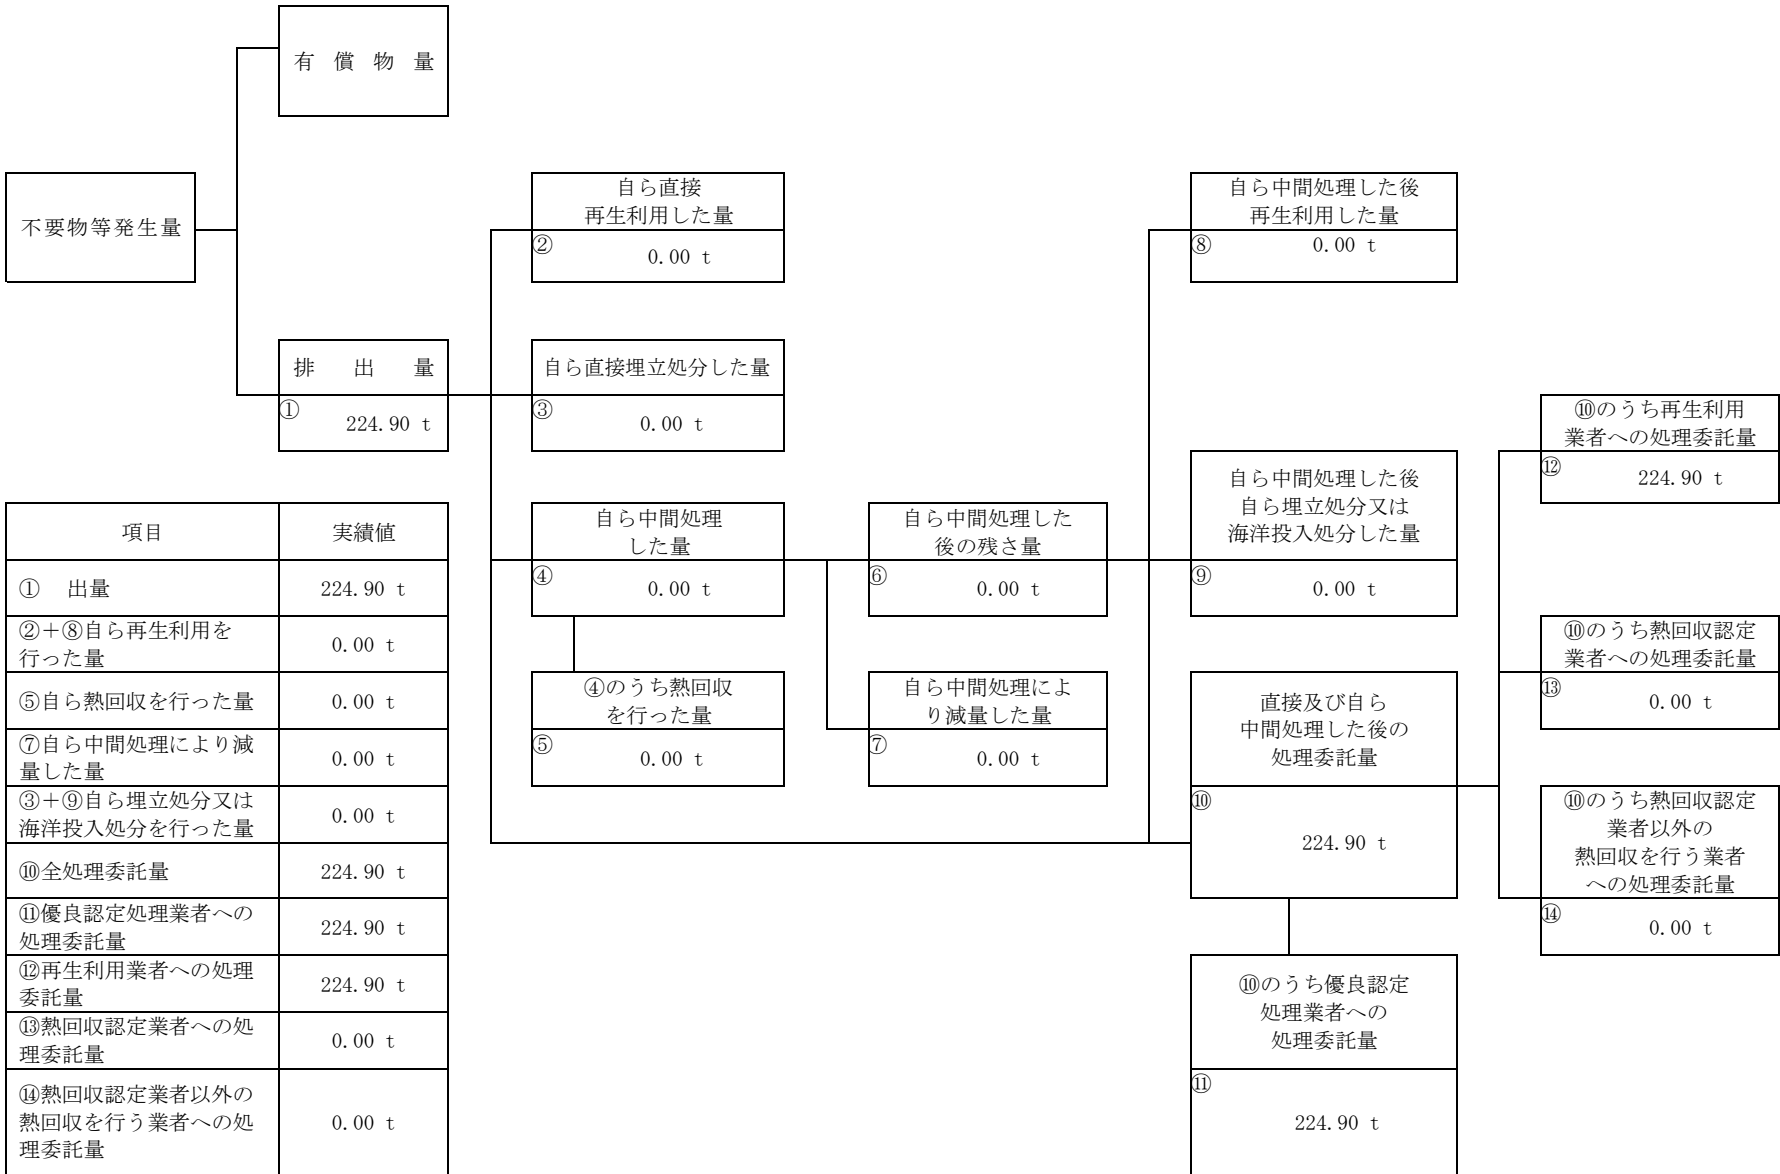 有 償 物 量
不要物等発生量
自ら直接
再生利用した量
② 0.00 t
自ら中間処理した後
再生利用した量
⑧ 0.00 t
排 出 量
① 224.90 t
自ら直接埋立処分した量
③ 0.00 t
⑩のうち再生利用
業者への処理委託量
⑫ 224.90 t
自ら中間処理
した量
④ 0.00 t
自ら中間処理した
後の残さ量
⑥ 0.00 t
自ら中間処理した後
自ら埋立処分又は
海洋投入処分した量
⑨ 0.00 t
⑩のうち熱回収認定
業者への処理委託量
⑬ 0.00 t
④のうち熱回収
を行った量
⑤ 0.00 t
自ら中間処理によ
り減量した量
⑦ 0.00 t
直接及び自ら
中間処理した後の
処理委託量
⑩
224.90 t
⑩のうち熱回収認定
業者以外の
熱回収を行う業者
への処理委託量
⑭ 0.00 t
⑩のうち優良認定
処理業者への
処理委託量
⑪
224.90 t
項目 実績値
① 出量 224.90 t
②＋⑧自ら再生利用を
行った量 0.00 t
⑤自ら熱回収を行った量 0.00 t
⑦自ら中間処理により減
量した量 0.00 t
③＋⑨自ら埋立処分又は
海洋投入処分を行った量 0.00 t
⑩全処理委託量 224.90 t
⑪優良認定処理業者への
処理委託量 224.90 t
⑫再生利用業者への処理
委託量 224.90 t
⑬熱回収認定業者への処
理委託量 0.00 t
⑭熱回収認定業者以外の
熱回収を行う業者への処 0.00 t
理委託量